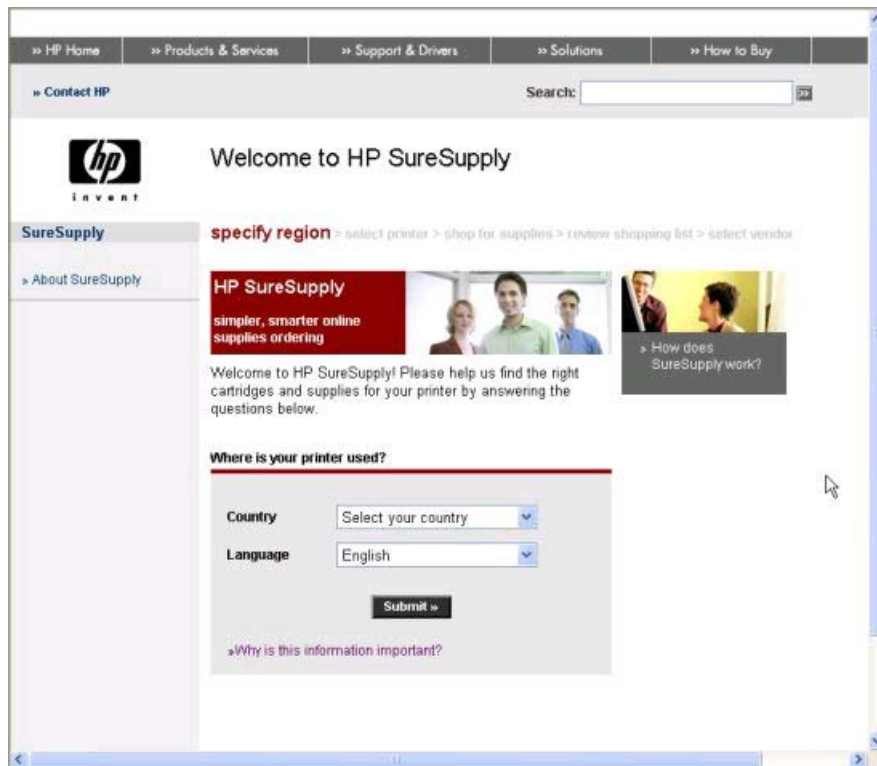 » HP Home » Products & Services » Support & Drivers » Solutions » How to Buy
» Contact HP Search: »
hp
invent
Welcome to HP SureSupply
SureSupply
» About SureSupply
specify region > select printer > shop for supplies > review shopping list > select vendor
HP SureSupply
simpler, smarter online
supplies ordering
» How does
SureSupply work?
Welcome to HP SureSupply! Please help us find the right
cartridges and supplies for your printer by answering the
questions below.
Where is your printer used?
Country Select your country
Language English
Submit »
»Why is this information important?